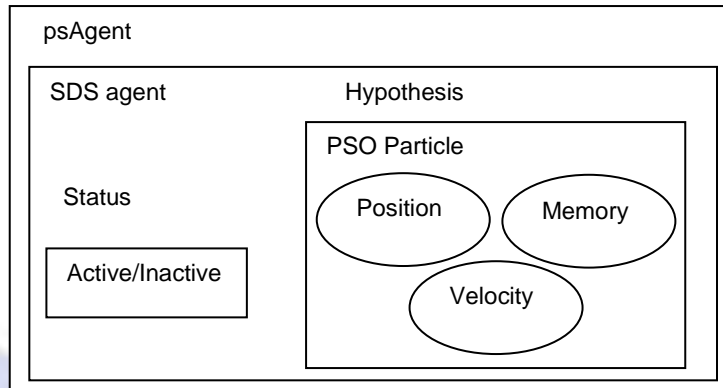 psAgent
SDS agent
Hypothesis
PSO Particle
Status
Position
Memory
Active/Inactive
Velocity